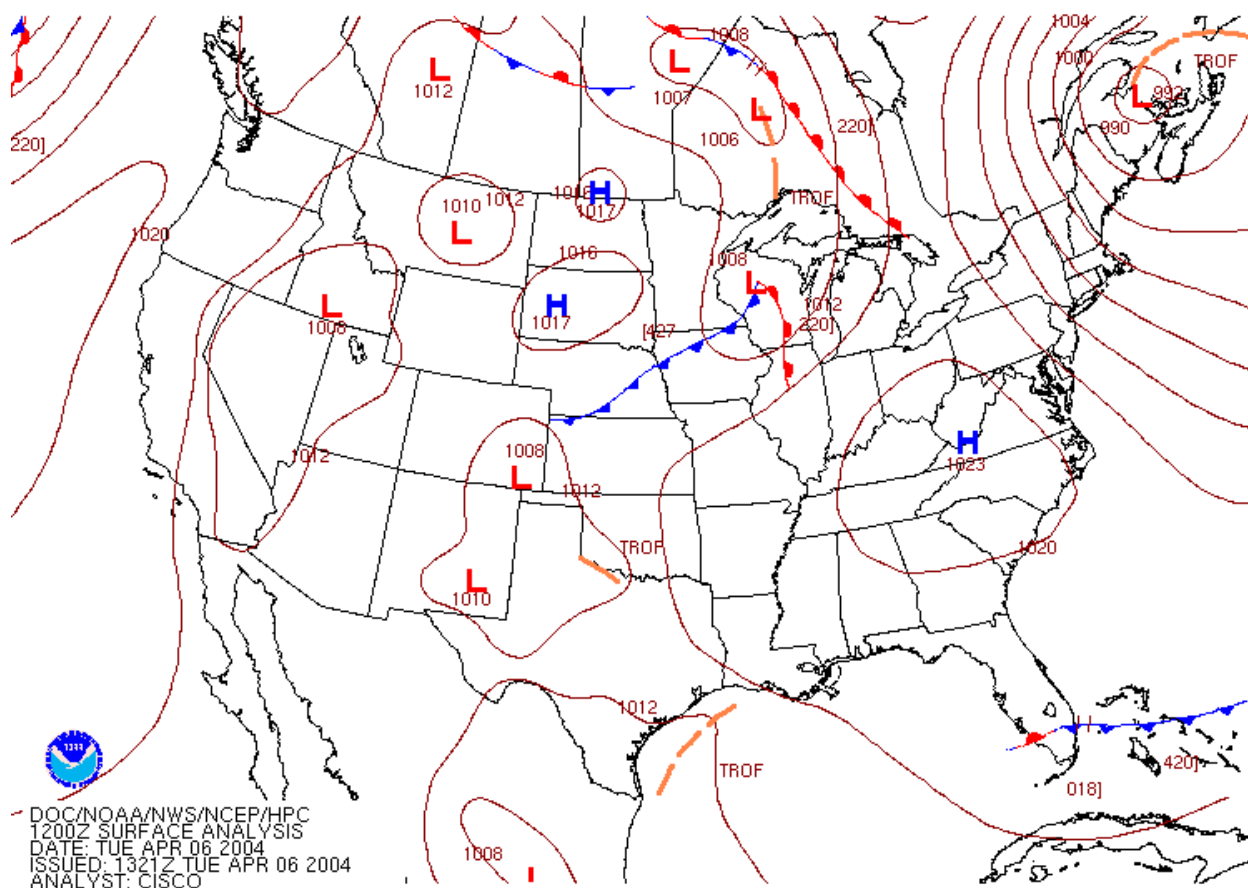 1008
1004
1000
TROF
1012
992
1007
990
220]
1006
220]
1016
1012
1010
TROF
1017
1020
1016
1008
1012
1017
1008
[427
220]
1008
1012
1023
1012
TROF
1020
1010
1012
TROF
420]
018]
1008
DOC/NOAA/NWS/NCEP/HPC
1200Z SURFACE ANALYSIS
DATE: TUE APR 06 2004
ISSUED: 1321Z TUE APR 06 2004
ANALYST: CISCO
H
H
H
L
L
L
L
L
L
L
L
L
L